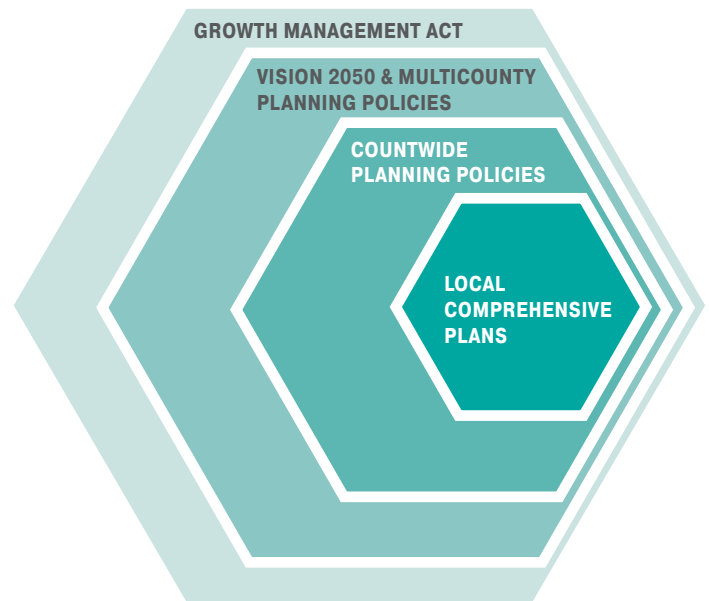 GROWTH MANAGEMENT ACT
VISION 2050 & MULTICOUNTY
PLANNING POLICIES
COUNTWIDE
PLANNING POLICIES
LOCAL
COMPREHENSIVE
PLANS